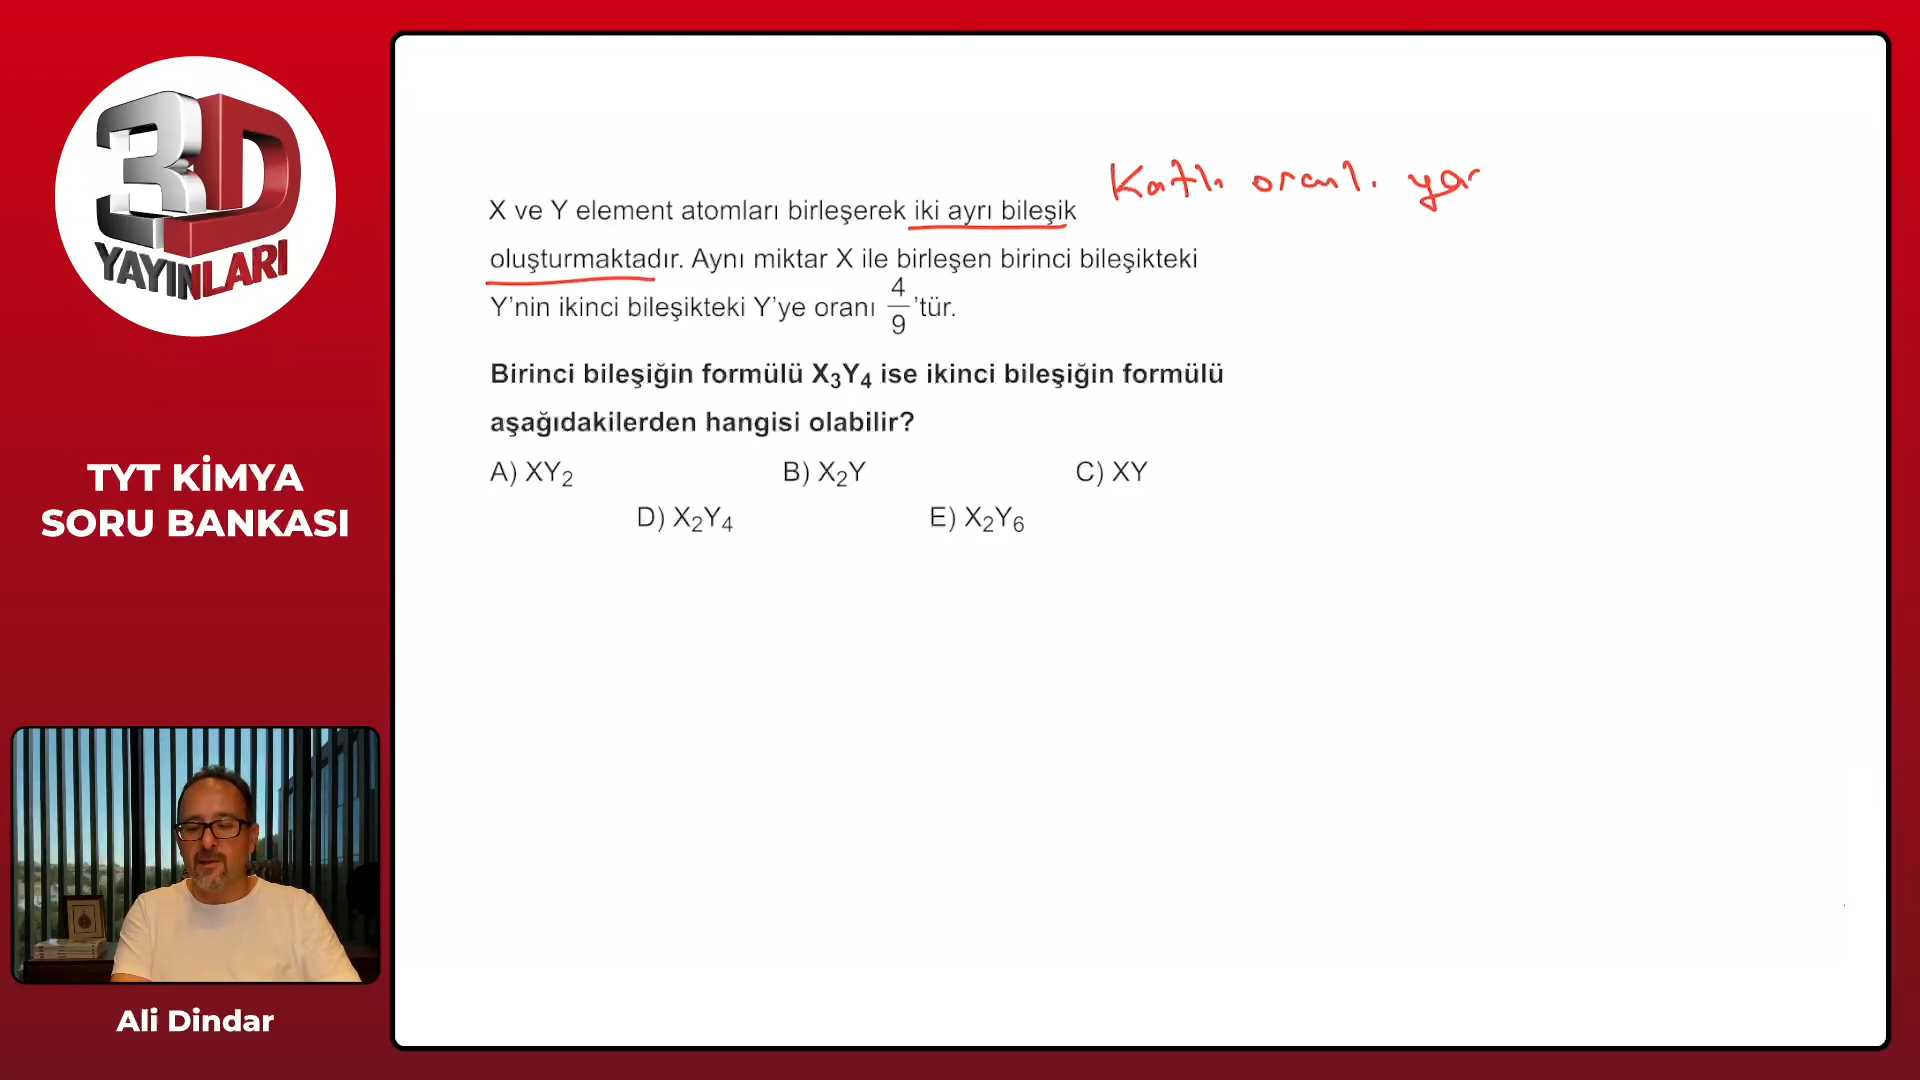 3D
YAYINLARI
TYT KİMYA
SORU BANKASI
Ali Dindar
Katlı oranl. yar
X ve Y element atomları birleşerek iki ayrı bileşik
oluşturmaktadır. Aynı miktar X ile birleşen birinci bileşikteki
Y’nin ikinci bileşikteki Y’ye oranı 4/9’tür.
Birinci bileşiğin formülü X₃Y₄ ise ikinci bileşiğin formülü
aşağıdakilerden hangisi olabilir?
A) XY₂ B) X₂Y C) XY
D) X₂Y₄ E) X₂Y₆